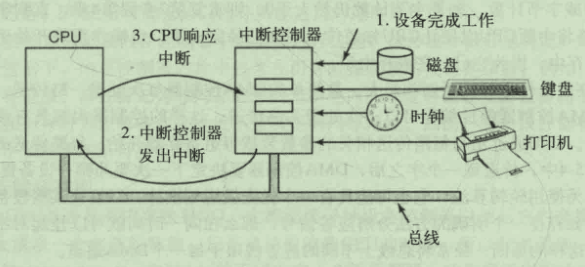 CPU
3. CPU响应
中断
中断控制器
1. 设备完成工作
磁盘
键盘
时钟
打印机
2. 中断控制器
发出中断
总线